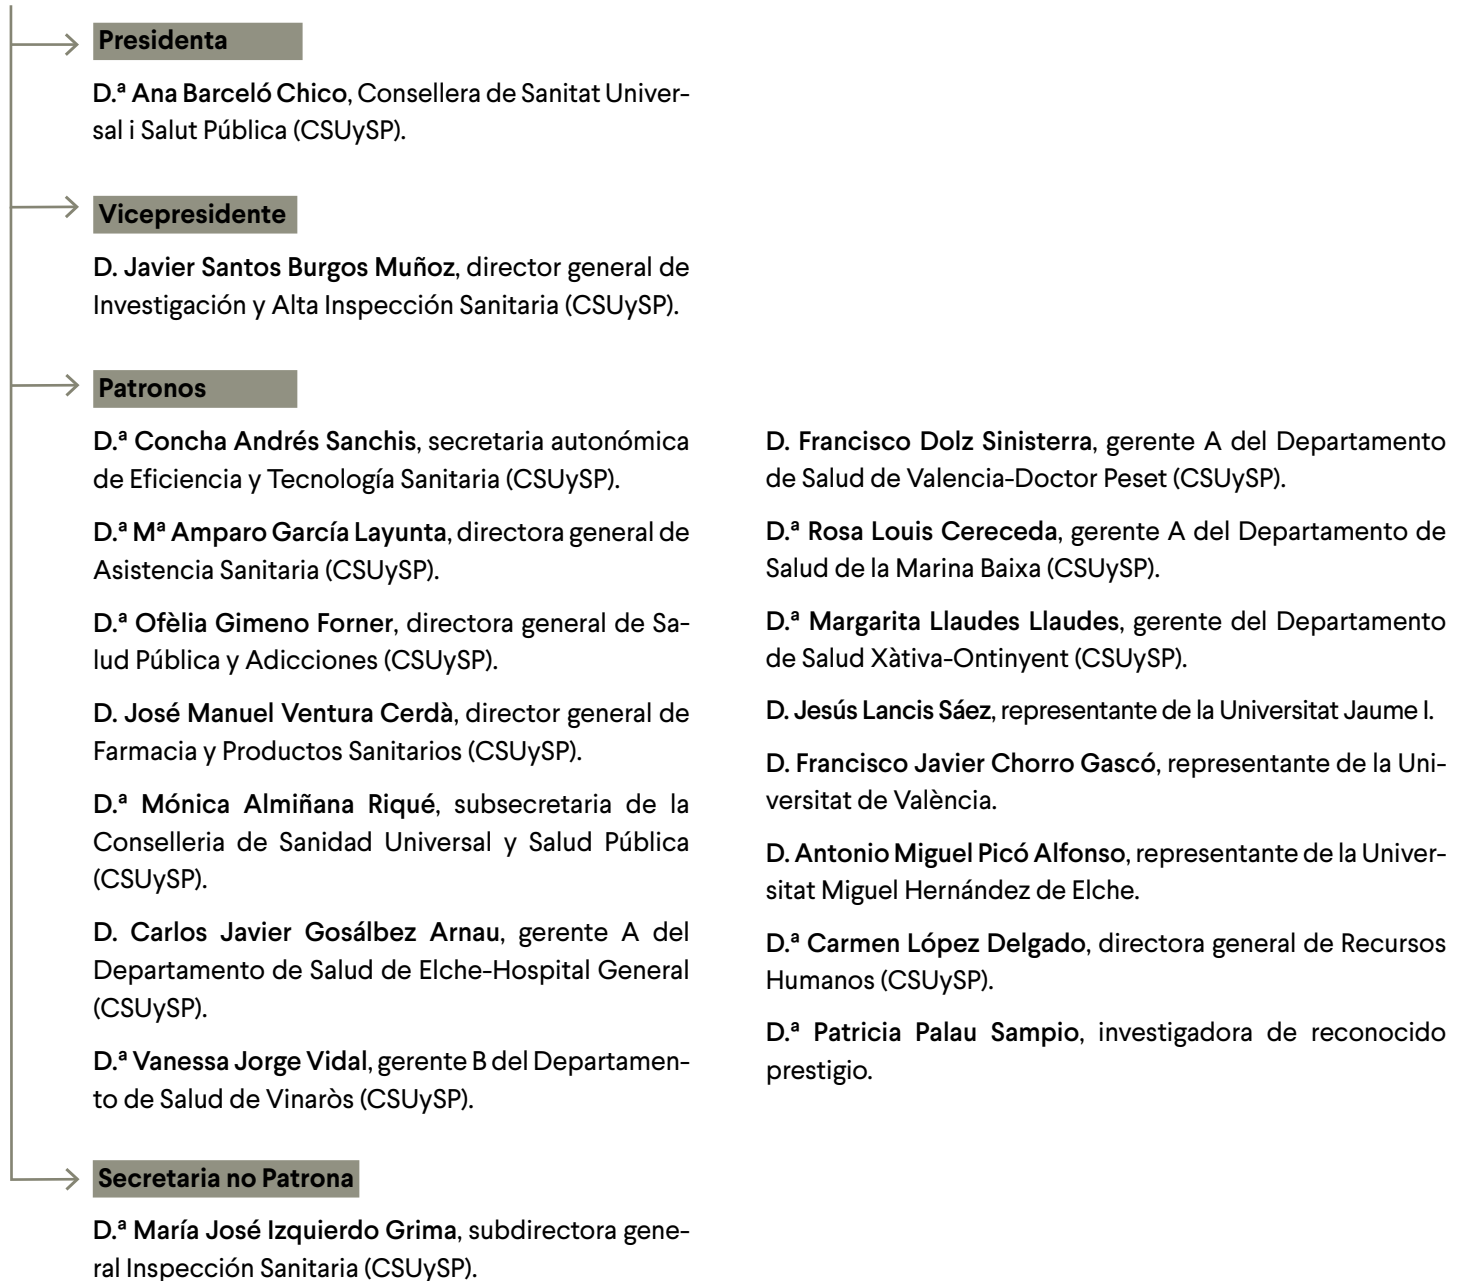 Presidenta
D.ª Ana Barceló Chico, Consellera de Sanitat Univer-
sal i Salut Pública (CSUySP).
Vicepresidente
D. Javier Santos Burgos Muñoz, director general de
Investigación y Alta Inspección Sanitaria (CSUySP).
Patronos
D.ª Concha Andrés Sanchis, secretaria autonómica
de Eficiencia y Tecnología Sanitaria (CSUySP).
D.ª Mª Amparo García Layunta, directora general de
Asistencia Sanitaria (CSUySP).
D.ª Ofèlia Gimeno Forner, directora general de Sa-
lud Pública y Adicciones (CSUySP).
D. José Manuel Ventura Cerdà, director general de
Farmacia y Productos Sanitarios (CSUySP).
D.ª Mónica Almiñana Riqué, subsecretaria de la
Conselleria de Sanidad Universal y Salud Pública
(CSUySP).
D. Carlos Javier Gosálbez Arnau, gerente A del
Departamento de Salud de Elche-Hospital General
(CSUySP).
D.ª Vanessa Jorge Vidal, gerente B del Departamen-
to de Salud de Vinaròs (CSUySP).
D. Francisco Dolz Sinisterra, gerente A del Departamento
de Salud de Valencia-Doctor Peset (CSUySP).
D.ª Rosa Louis Cereceda, gerente A del Departamento de
Salud de la Marina Baixa (CSUySP).
D.ª Margarita Llaudes Llaudes, gerente del Departamento
de Salud Xàtiva-Ontinyent (CSUySP).
D. Jesús Lancis Sáez, representante de la Universitat Jaume I.
D. Francisco Javier Chorro Gascó, representante de la Uni-
versitat de València.
D. Antonio Miguel Picó Alfonso, representante de la Univer-
sitat Miguel Hernández de Elche.
D.ª Carmen López Delgado, directora general de Recursos
Humanos (CSUySP).
D.ª Patricia Palau Sampio, investigadora de reconocido
prestigio.
Secretaria no Patrona
D.ª María José Izquierdo Grima, subdirectora gene-
ral Inspección Sanitaria (CSUySP).